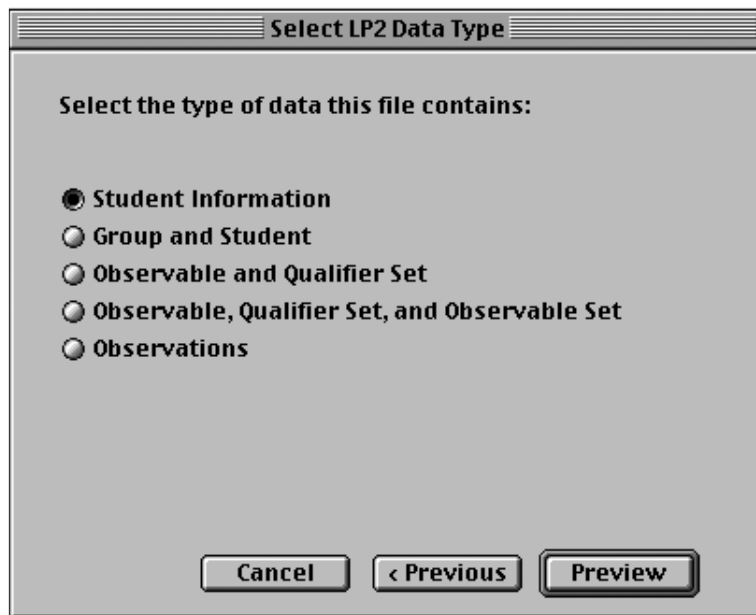 Select LP2 Data Type
Select the type of data this file contains:
Student Information
Group and Student
Observable and Qualifier Set
Observable, Qualifier Set, and Observable Set
Observations
Cancel
< Previous
Preview